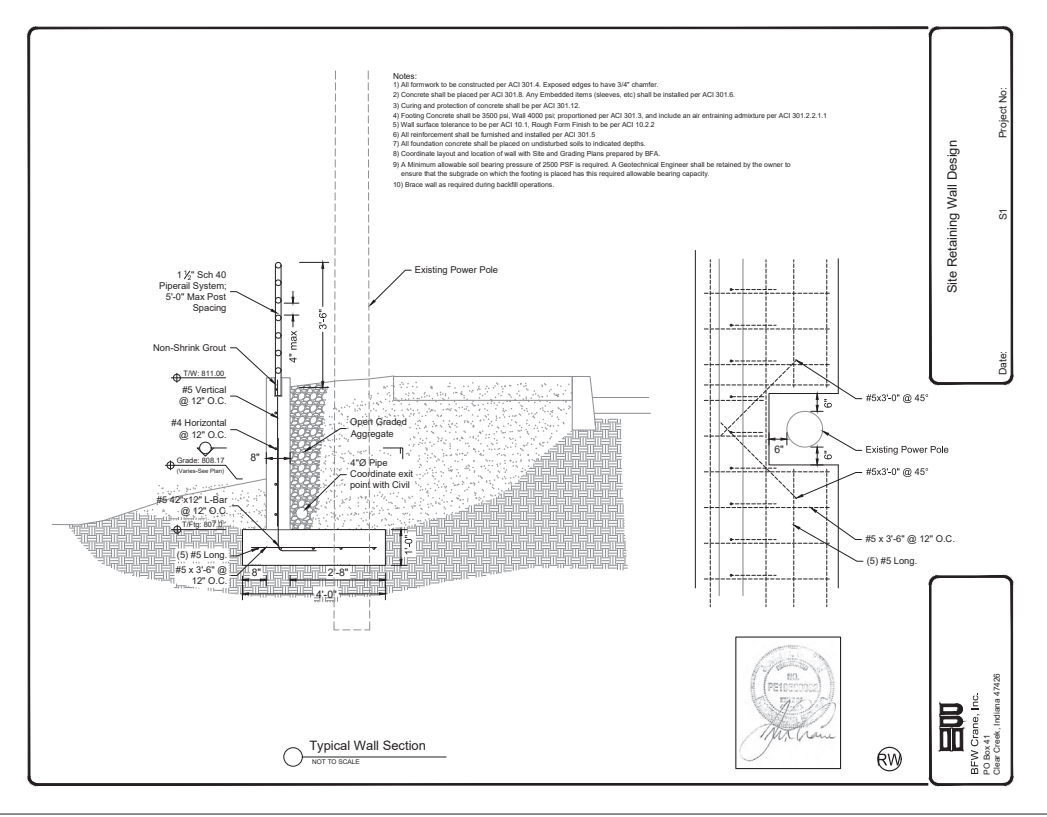 Notes:
1) All formwork to be constructed per ACI 301.4. Exposed edges to have 3/4" chamfer.
2) Concrete shall be placed per ACI 301.8. Any Embedded items (sleeves, etc) shall be installed per ACI 301.6.
3) Curing and protection of concrete shall be per ACI 301.12.
4) Footing Concrete shall be 3500 psi, Wall 4000 psi; proportioned per ACI 301.3, and include an air entraining admixture per ACI 301.2.2.1.1
5) Wall surface tolerance to be per ACI 10.1, Rough Form Finish to be per ACI 10.2.2
6) All reinforcement shall be furnished and installed per ACI 301.5
7) All foundation concrete shall be placed on undisturbed soils to indicated depths.
8) Coordinate layout and location of wall with Site and Grading Plans prepared by BFA.
9) A Minimum allowable soil bearing pressure of 2500 PSF is required. A Geotechnical Engineer shall be retained by the owner to
ensure that the subgrade on which the footing is placed has this required allowable bearing capacity.
10) Brace wall as required during backfill operations.
1 ½" Sch 40
Piperail System;
5'-0" Max Post
Spacing
Non-Shrink Grout
T/W: 811.00
#5 Vertical
@ 12" O.C.
#4 Horizontal
@ 12" O.C.
Grade: 808.17
(Varies-See Plan)
#5 42"x12" L-Bar
@ 12" O.C.
T/Ftg: 807.0
(5) #5 Long.
#5 x 3'-6" @
12" O.C.
4" max
3'-6"
8"
Existing Power Pole
Open Graded
Aggregate
4"Ø Pipe
Coordinate exit
point with Civil
1'-0"
8"
2'-8"
4'-0"
6"
6"
6"
#5x3'-0" @ 45°
Existing Power Pole
#5x3'-0" @ 45°
#5 x 3'-6" @ 12" O.C.
(5) #5 Long.
Typical Wall Section
NOT TO SCALE
NO.
RW
Site Retaining Wall Design
Project No:
S1
Date:
BFW Crane, Inc.
PO Box 41
Clear Creek, Indiana 47426